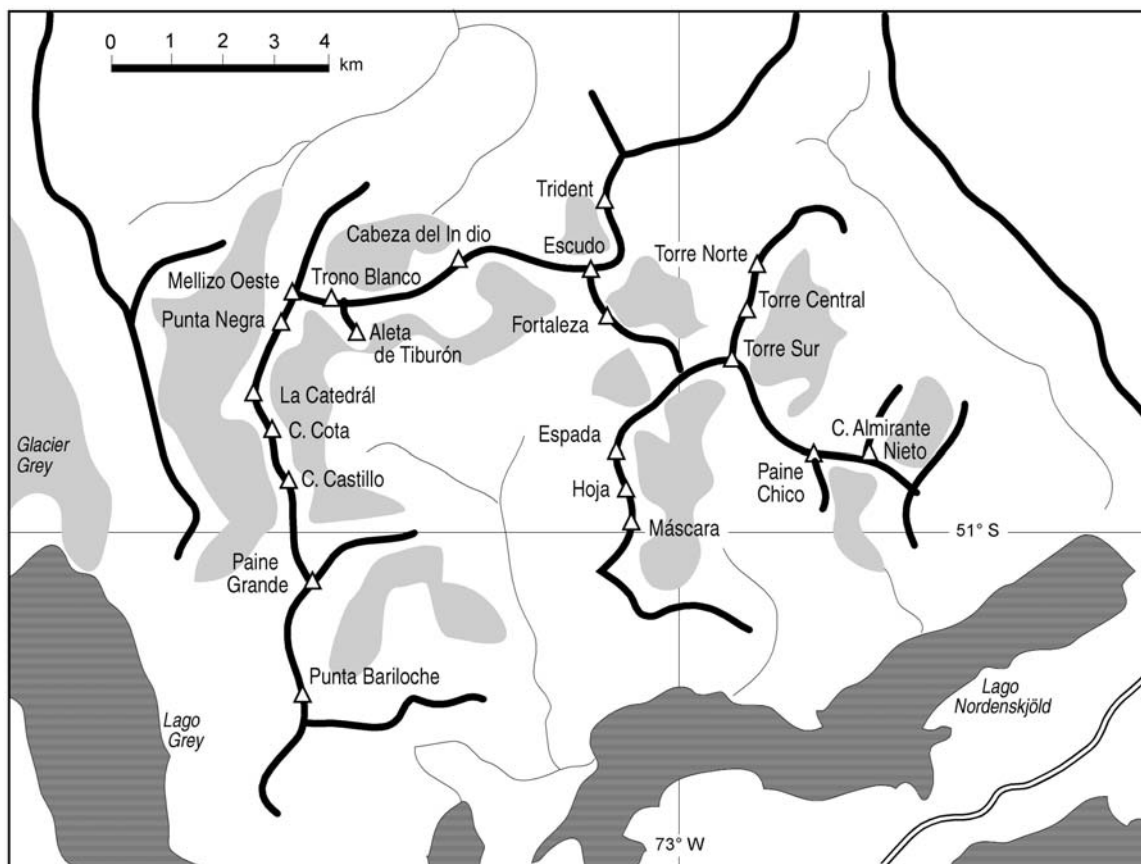 0 1 2 3 4
km
Trident
Cabeza del In dio
Escudo
Torre Norte
Mellizo Oeste
Trono Blanco
Torre Central
Punta Negra
Aleta
de Tiburón
Fortaleza
Torre Sur
La Catedrál
C. Cota
Espada
C. Almirante
Nieto
Glacier
Grey
C. Castillo
Hoja
Paine
Chico
Máscara
51° S
Paine
Grande
Punta Bariloche
Lago
Grey
Lago
Nordenskjöld
73° W